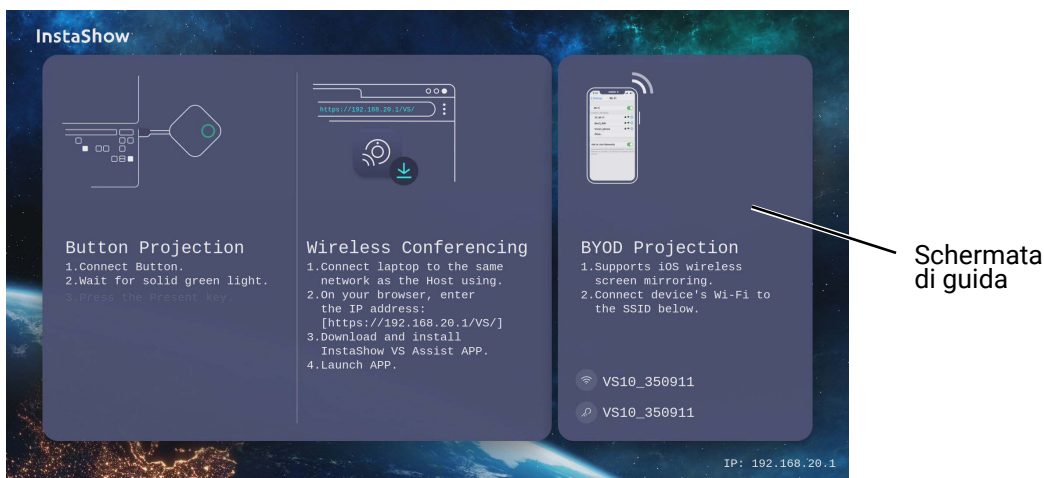 InstaShow
https://192.168.20.1/VS/
Button Projection
1.Connect Button.
2.Wait for solid green light.
3.Press the Present key.
Wireless Conferencing
1.Connect laptop to the same
network as the Host using.
2.On your browser, enter
the IP address:
[https://192.168.20.1/VS/]
3.Download and install
InstaShow VS Assist APP.
4.Launch APP.
BYOD Projection
1.Supports iOS wireless
screen mirroring.
2.Connect device's Wi-Fi to
the SSID below.
VS10_350911
VS10_350911
IP: 192.168.20.1
Schermata
di guida